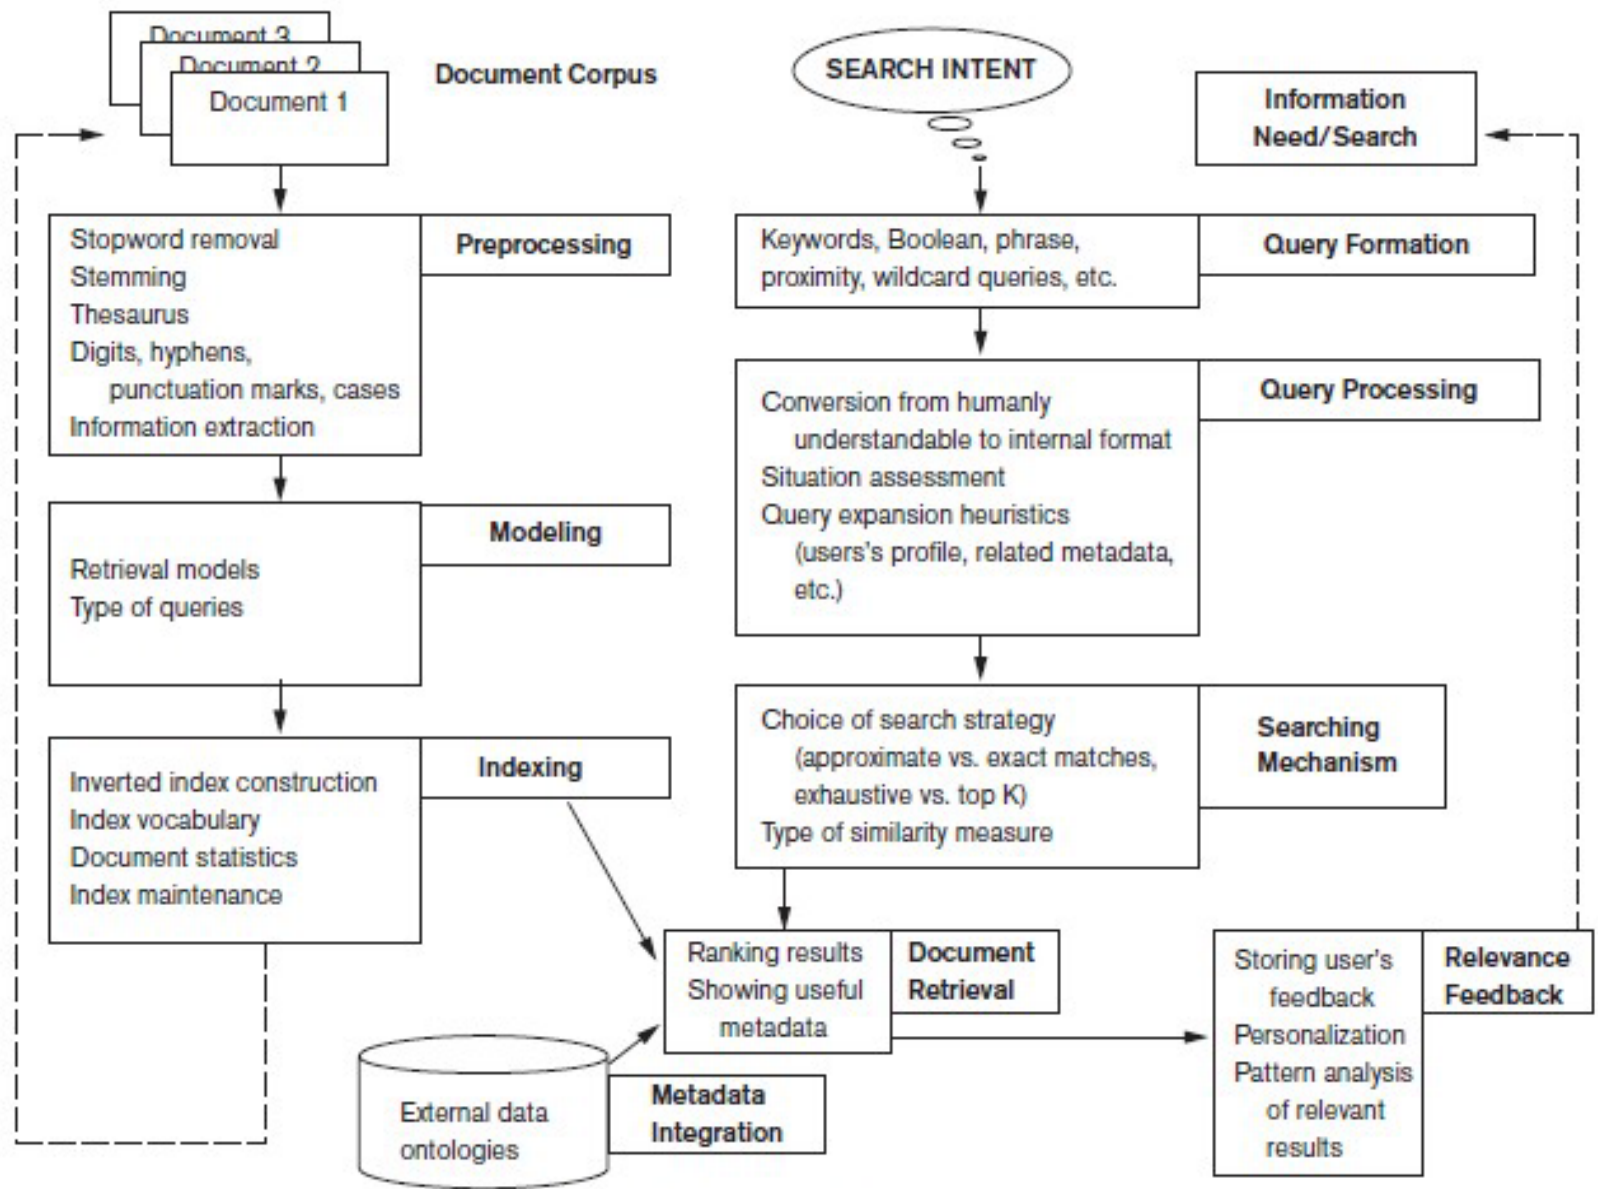 Document 3
Document 2
Document 1
Document Corpus
Stopword removal
Stemming
Thesaurus
Digits, hyphens,
punctuation marks, cases
Information extraction
Preprocessing
Retrieval models
Type of queries
Modeling
Inverted index construction
Index vocabulary
Document statistics
Index maintenance
Indexing
SEARCH INTENT
Information
Need/Search
Keywords, Boolean, phrase,
proximity, wildcard queries, etc.
Query Formation
Conversion from humanly
understandable to internal format
Situation assessment
Query expansion heuristics
(users's profile, related metadata,
etc.)
Query Processing
Choice of search strategy
(approximate vs. exact matches,
exhaustive vs. top K)
Type of similarity measure
Searching
Mechanism
Ranking results
Showing useful
metadata
Document
Retrieval
External data
ontologies
Metadata
Integration
Storing user's
feedback
Personalization
Pattern analysis
of relevant
results
Relevance
Feedback